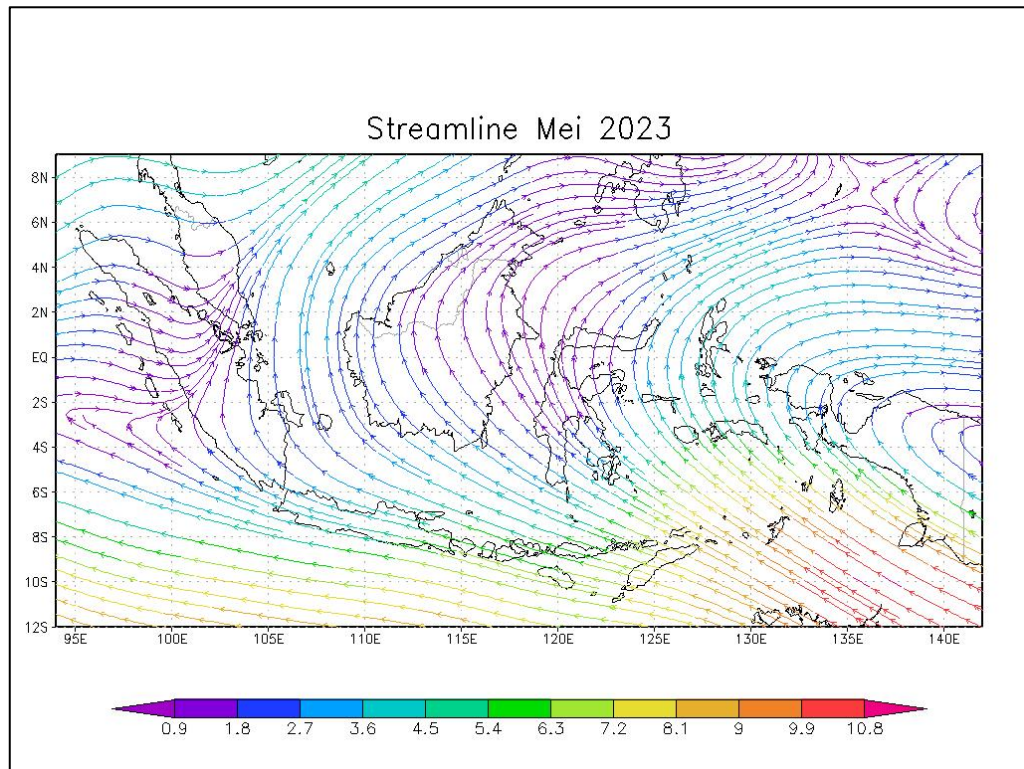 Streamline Mei 2023
8N
6N
4N
2N
EQ
2S
4S
6S
8S
10S
12S
95E 100E 105E 110E 115E 120E 125E 130E 135E 140E
0.9 1.8 2.7 3.6 4.5 5.4 6.3 7.2 8.1 9 9.9 10.8